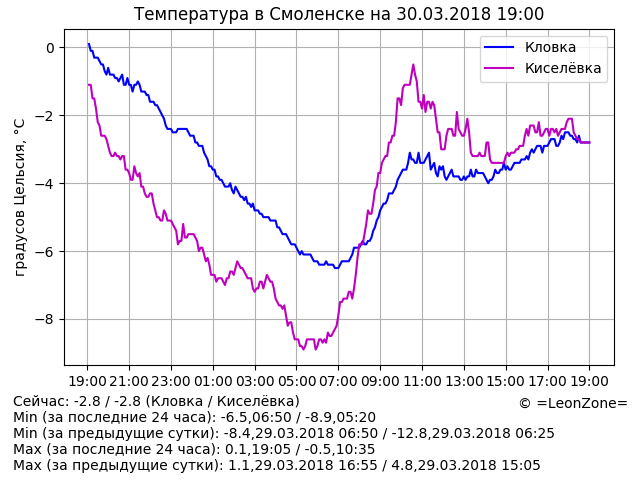 Температура в Смоленске на 30.03.2018 19:00
Кловка
Киселёвка
градусов Цельсия, °C
0
−2
−4
−6
−8
19:00 21:00 23:00 01:00 03:00 05:00 07:00 09:00 11:00 13:00 15:00 17:00 19:00
Сейчас: -2.8 / -2.8 (Кловка / Киселёвка)
© =LeonZone=
Min (за последние 24 часа): -6.5,06:50 / -8.9,05:20
Min (за предыдущие сутки): -8.4,29.03.2018 06:50 / -12.8,29.03.2018 06:25
Max (за последние 24 часа): 0.1,19:05 / -0.5,10:35
Max (за предыдущие сутки): 1.1,29.03.2018 16:55 / 4.8,29.03.2018 15:05